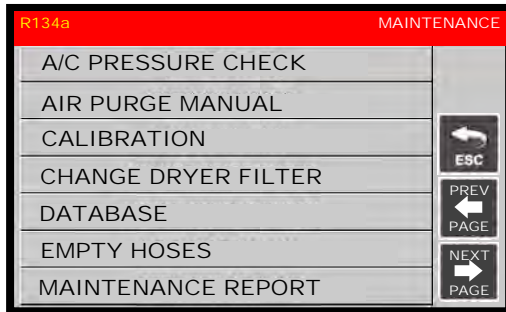 R134a MAINTENANCE
A/C PRESSURE CHECK
AIR PURGE MANUAL
CALIBRATION
ESC
CHANGE DRYER FILTER
PREV
PAGE
DATABASE
EMPTY HOSES
NEXT
PAGE
MAINTENANCE REPORT